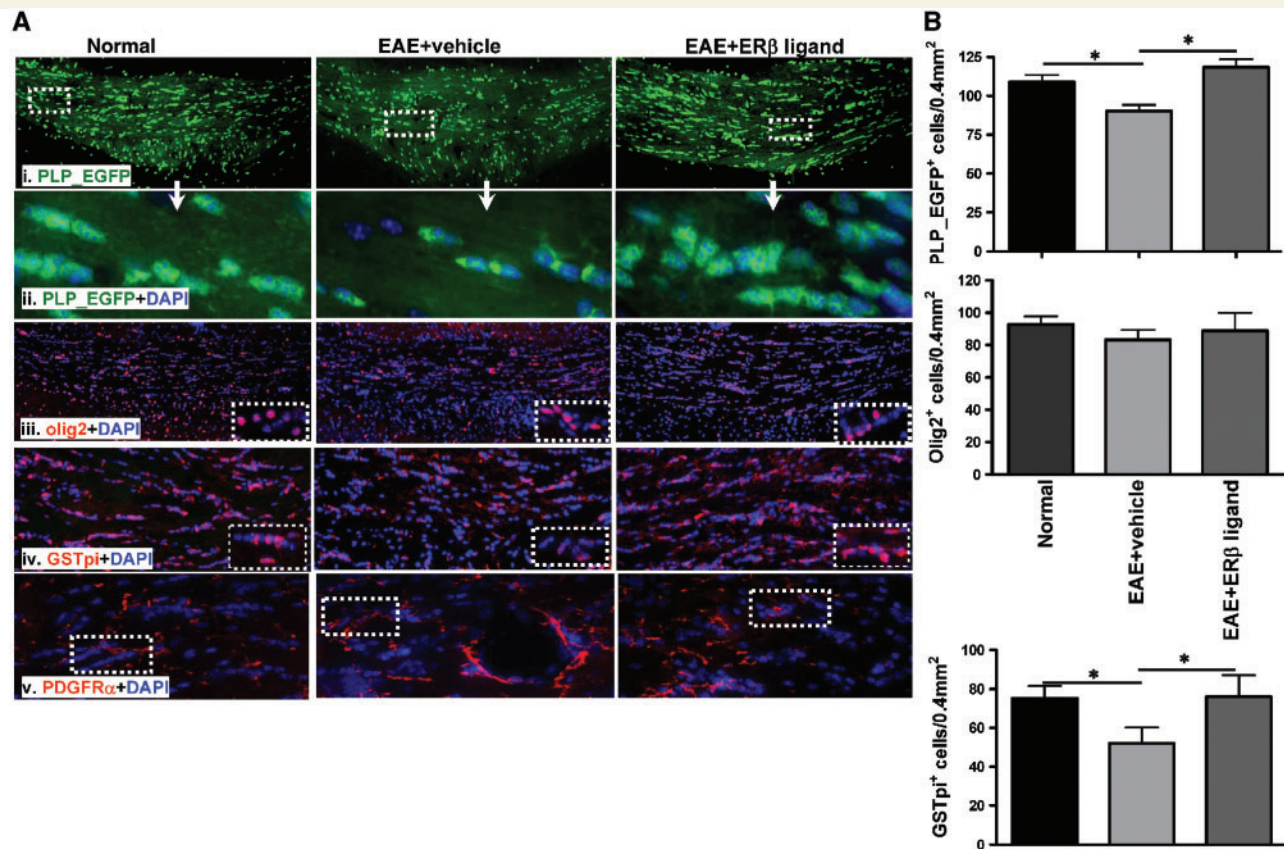 A
Normal
EAE+vehicle
EAE+ERβ ligand
i. PLP_EGFP
ii. PLP_EGFP+DAPI
iii. olig2+DAPI
iv. GSTpi+DAPI
v. PDGFRα+DAPI
B
PLP_EGFP⁺ cells/0.4mm²
125
100
75
50
25
0
*
*
Olig2⁺ cells/0.4mm²
120
100
80
60
40
20
0
Normal
EAE+vehicle
EAE+ERβ ligand
GSTpi⁺ cells/0.4mm²
100
80
60
40
20
0
*
*